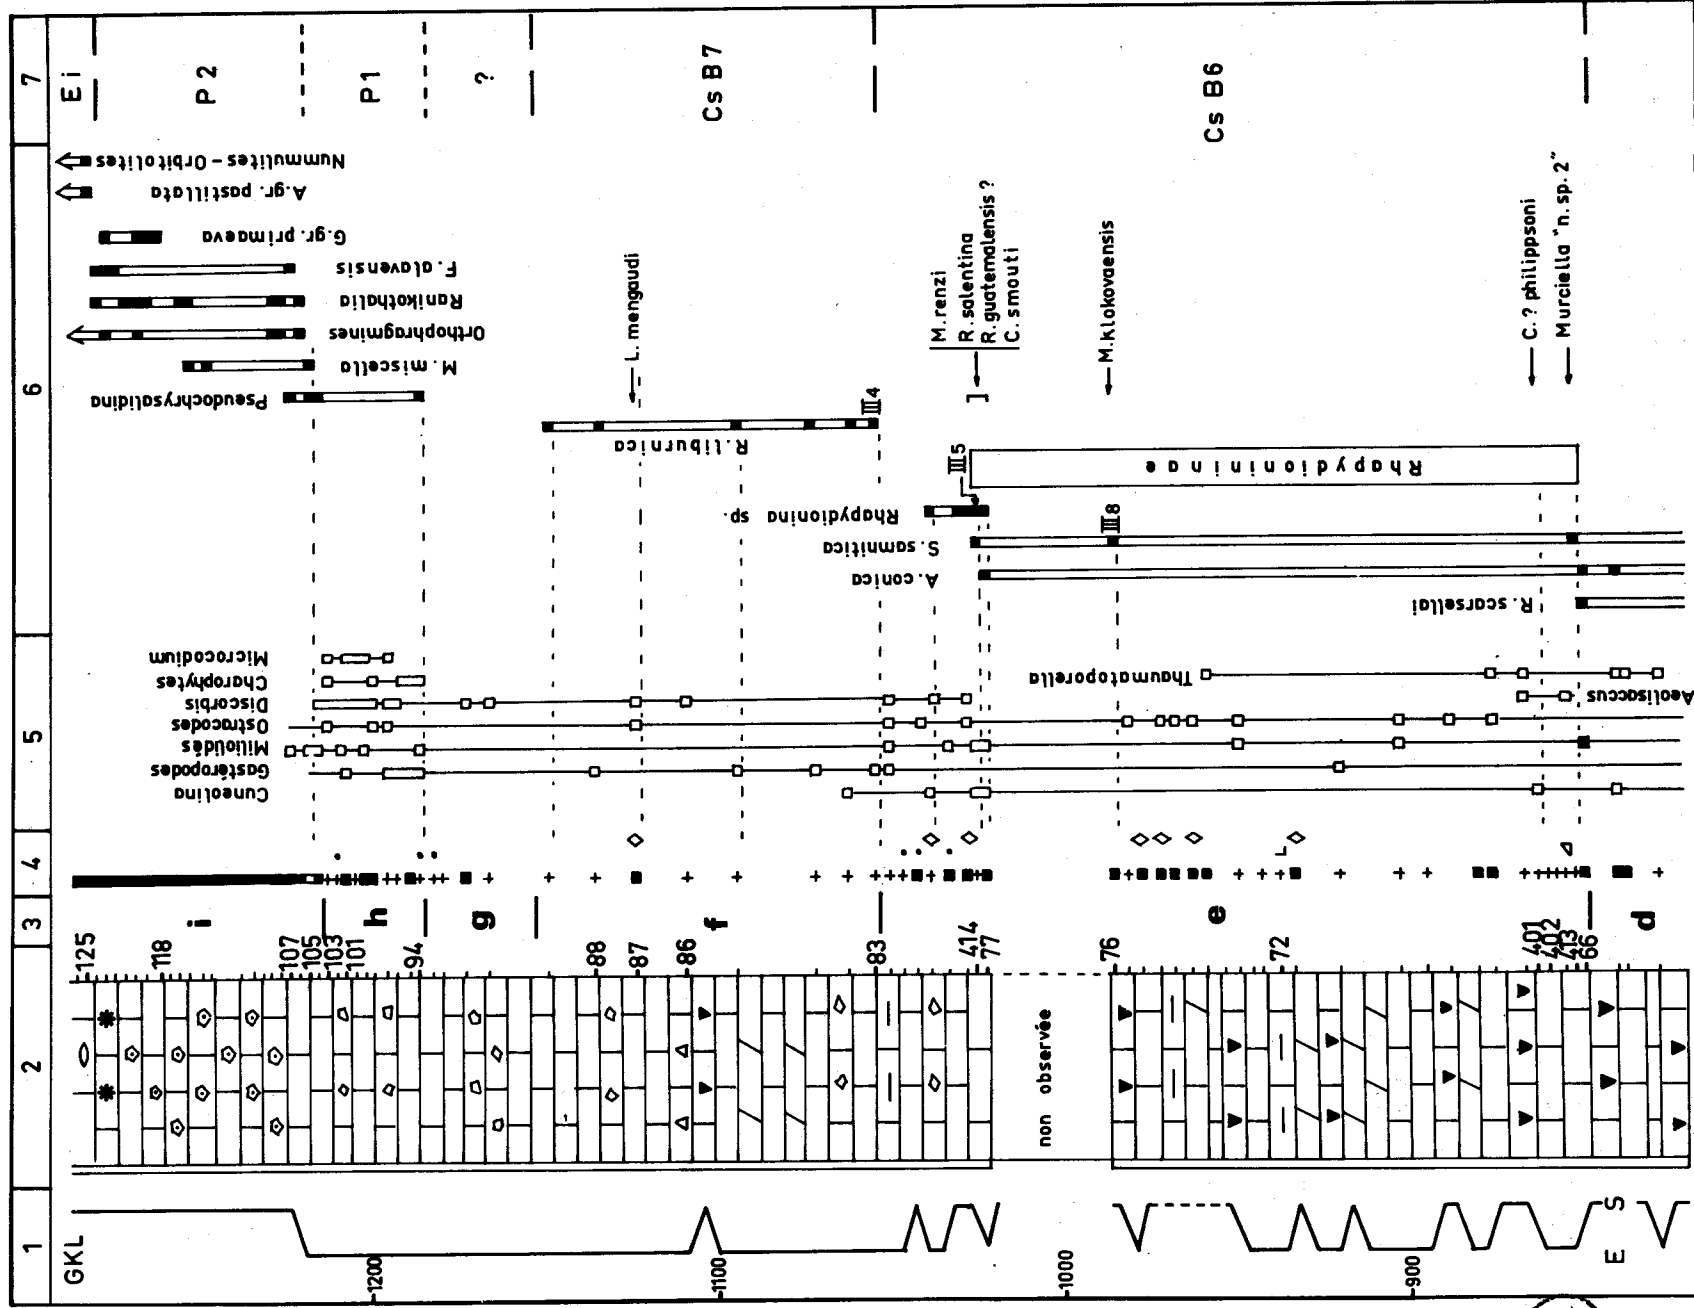 1 2 3 4 5 6 7
GKL
E i
P 2
P 1
?
Cs B7
Cs B6
Nummulites - Orbitolites
A.gr. pastillata
G.gr. primaeva
F. alavensis
Ranikothalia
Orthophragmines
M. miscella
Pseudochrysalidina
L. mengaudi
R. liburnica
III 4
M. renzi
R. salentina
R. guatemalensis ?
C. smouti
M. klokovaensis
C. ? philippsoni
Murciella "n. sp. 2"
Rhapydionininae
III 5
Rhapydionina sp.
III 8
S. samnitica
A. conica
R. scarsellai
Microcodium
Charophytes
Discorbis
Ostracodes
Miliolidés
Gastéropodes
Cuneolina
Thaumatoporella
Aeolisaccus
i
h
g
f
e
d
125
118
107
105
103
101
94
88
87
86
83
414
77
76
72
401
402
413
66
non observée
1200
1100
1000
900
E S